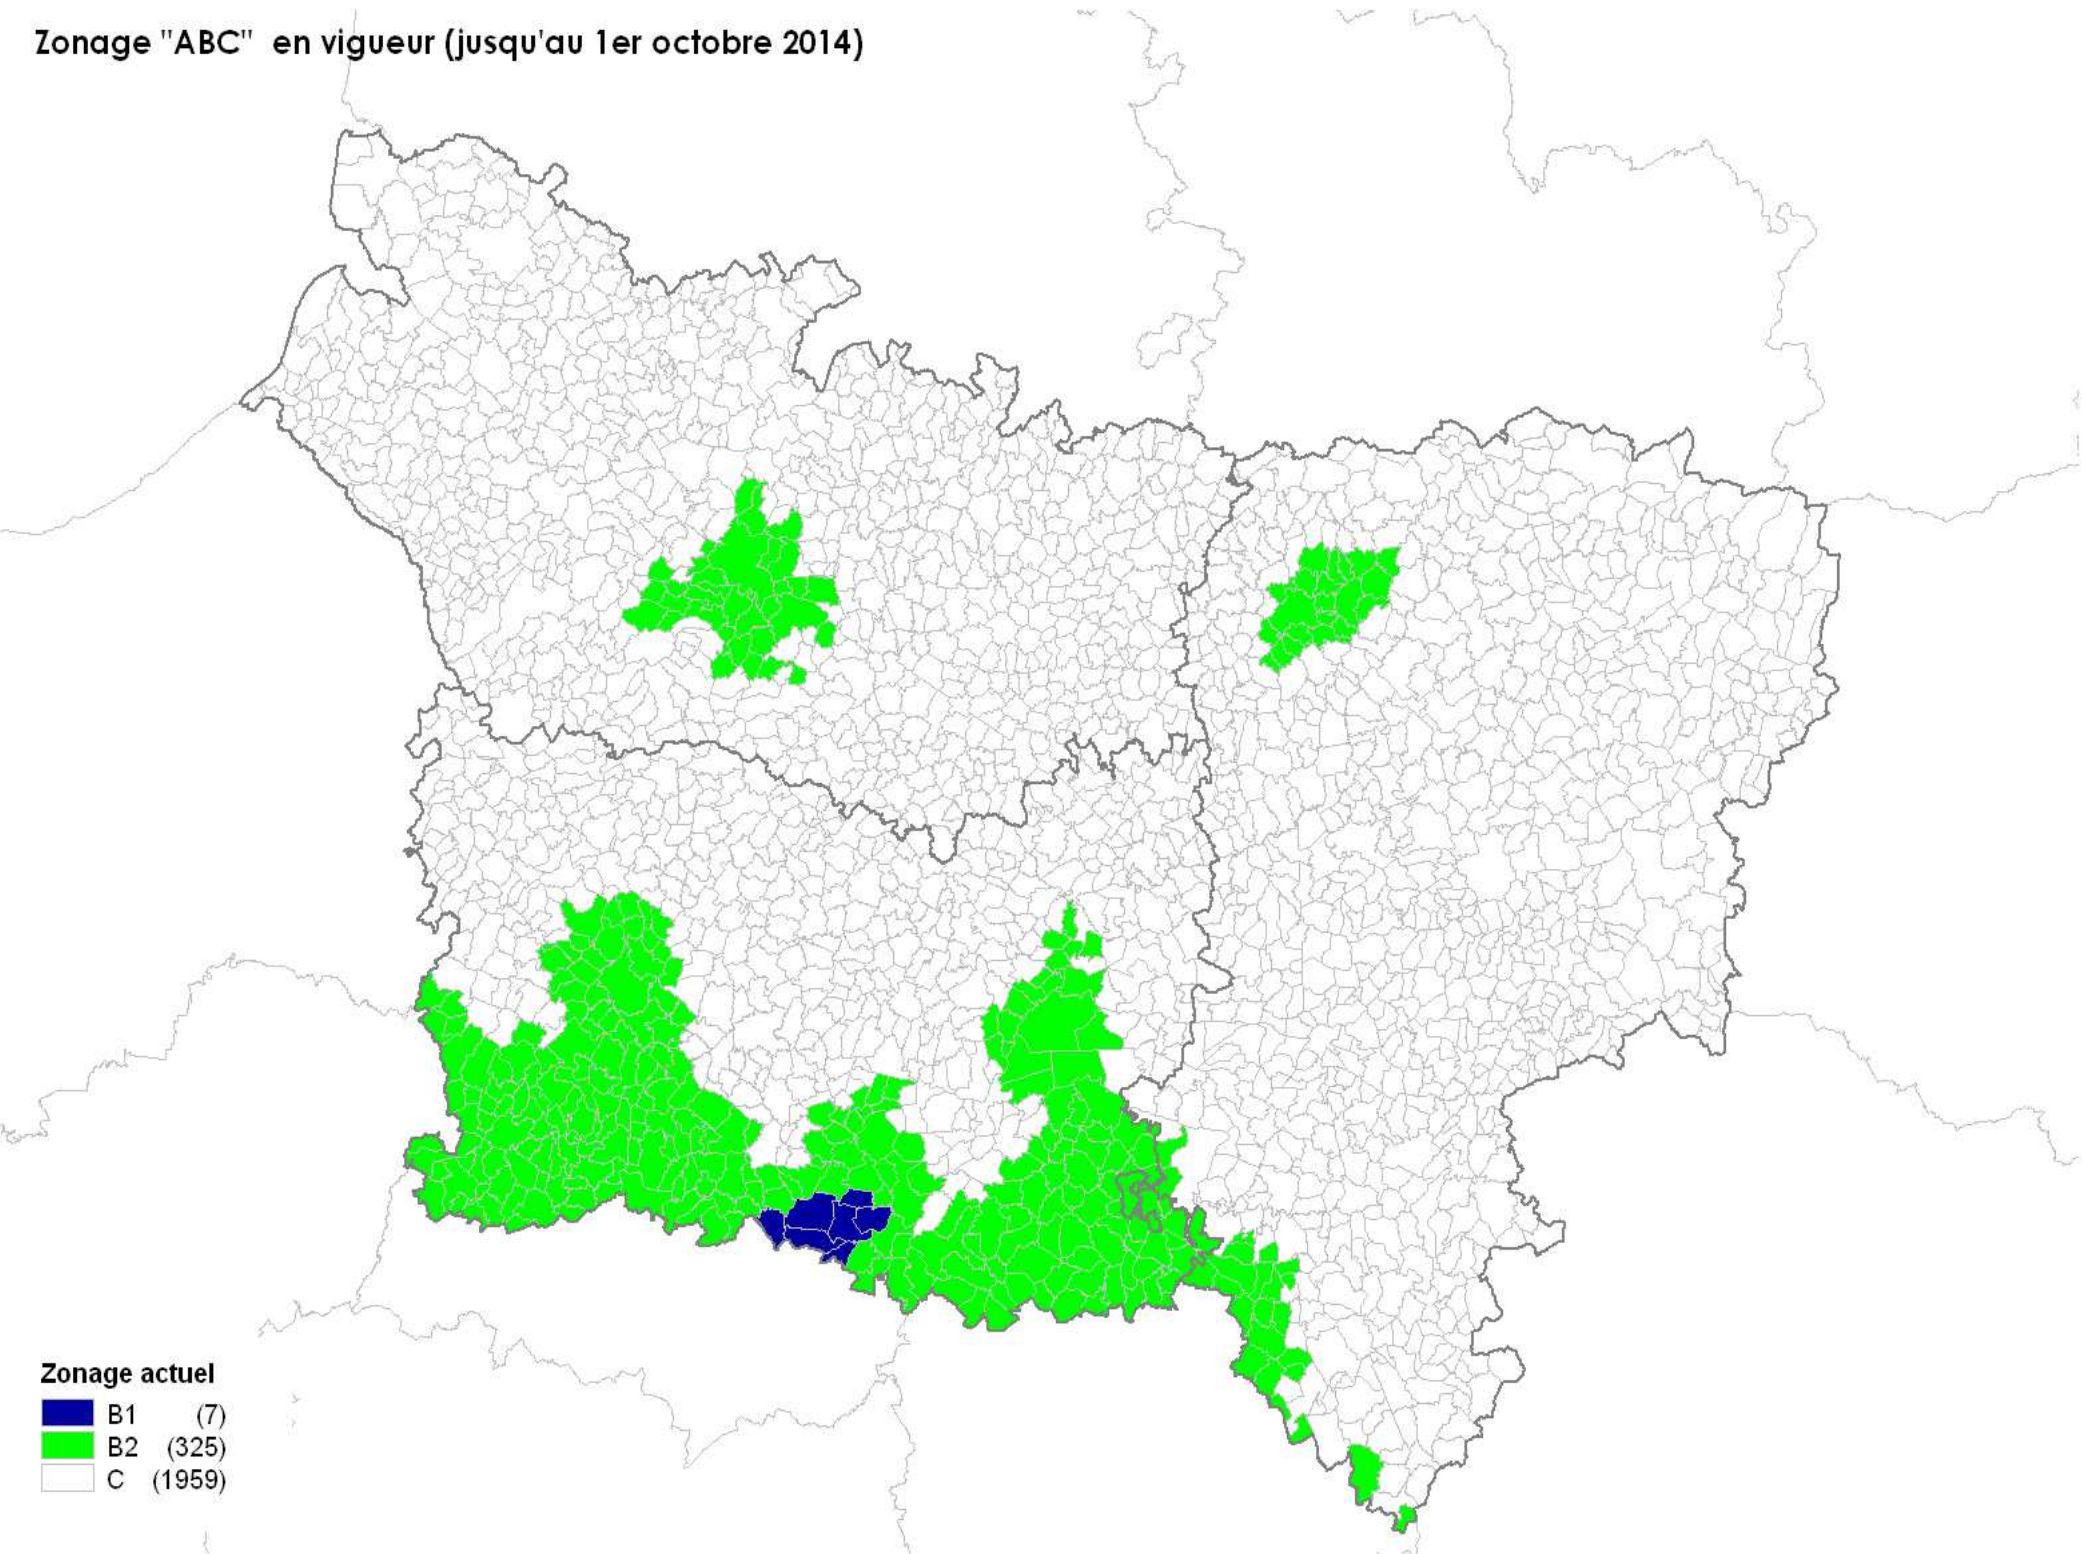 Zonage "ABC" en vigueur (jusqu'au 1er octobre 2014)
Zonage actuel
B1 (7)
B2 (325)
C (1959)